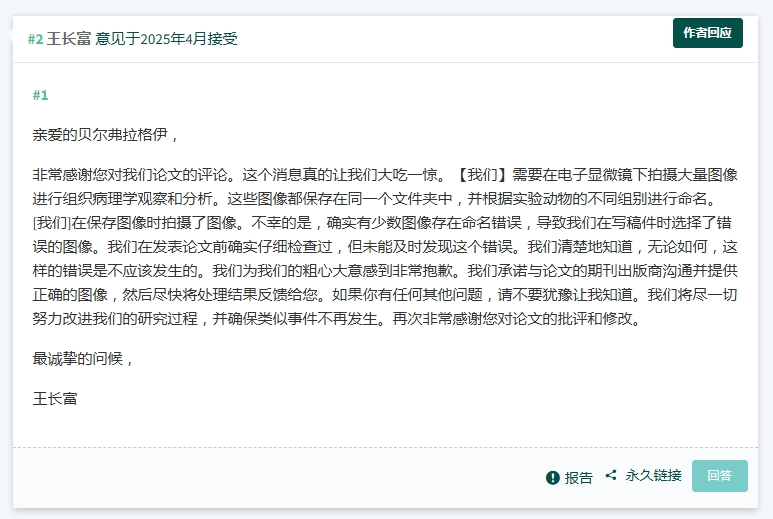 #2 王长富 意见于2025年4月接受
作者回应
#1
亲爱的贝尔弗拉格伊，
非常感谢您对我们论文的评论。这个消息真的让我们大吃一惊。【我们】需要在电子显微镜下拍摄大量图像
进行组织病理学观察和分析。这些图像都保存在同一个文件夹中，并根据实验动物的不同组别进行命名。
[我们]在保存图像时拍摄了图像。不幸的是，确实有少数图像存在命名错误，导致我们在写稿件时选择了错
误的图像。我们在发表论文前确实仔细检查过，但未能及时发现这个错误。我们清楚地知道，无论如何，这
样的错误是不应该发生的。我们为我们的粗心大意感到非常抱歉。我们承诺与论文的期刊出版商沟通并提供
正确的图像，然后尽快将处理结果反馈给您。如果你有任何其他问题，请不要犹豫让我知道。我们将尽一切
努力改进我们的研究过程，并确保类似事件不再发生。再次非常感谢您对论文的批评和修改。
最诚挚的问候，
王长富
报告 永久链接 回答